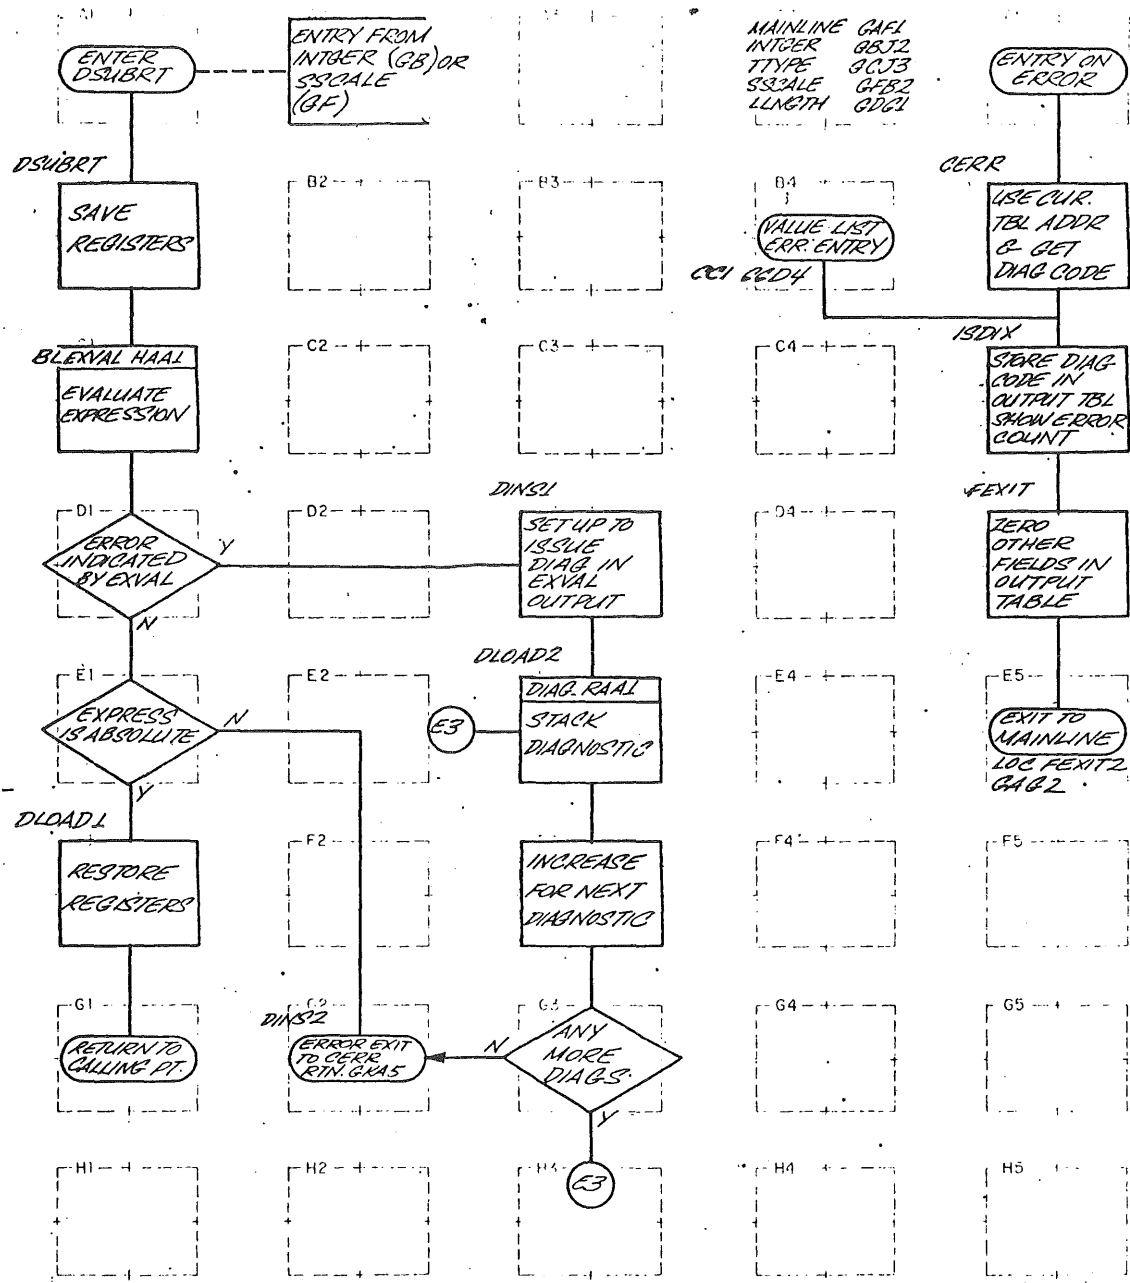 ENTER
DSUBRT
ENTRY FROM
INTGER (GB) OR
SSCALE
(GF)
MAINLINE GAF1
INTGER GBJ2
TTYPE GCJ3
SSCALE GFB2
LLNGTH GDG1
ENTRY ON
ERROR
DSUBRT
SAVE
REGISTERS
B2
B3
B4
VALUE LIST
ERR. ENTRY
CC1 GGD4
CERR
USE CUR.
TBL ADDR
& GET
DIAG CODE
BLEXVAL HAA1
EVALUATE
EXPRESSION
C2
C3
C4
ISDIX
STORE DIAG
CODE IN
OUTPUT TBL
SHOW ERROR
COUNT
D1
ERROR
INDICATED
BY EXVAL
Y
N
D2
DINS1
SET UP TO
ISSUE
DIAG IN
EXVAL
OUTPUT
D4
FEXIT
ZERO
OTHER
FIELDS IN
OUTPUT
TABLE
E1
EXPRESS
IS ABSOLUTE
N
Y
E2
DLOAD2
DIAG. RAA1
STACK
DIAGNOSTIC
E3
E4
E5
EXIT TO
MAINLINE
LOC FEXIT2
GAG2
DLOAD1
RESTORE
REGISTERS
F2
INCREASE
FOR NEXT
DIAGNOSTIC
F4
F5
G1
RETURN TO
CALLING PT.
G2
DINS2
ERROR EXIT
TO CERR
RTN. GKA5
G3
ANY
MORE
DIAGS.
N
Y
G4
G5
H1
H2
H3
E3
H4
H5